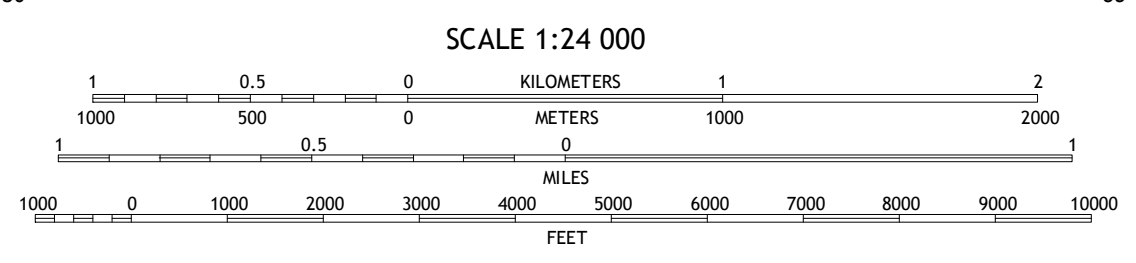 SCALE 1:24 000
1 0.5 0 KILOMETERS 1 2
1000 500 0 METERS 1000 2000
1 0.5 0 1
MILES
1000 0 1000 2000 3000 4000 5000 6000 7000 8000 9000 10000
FEET